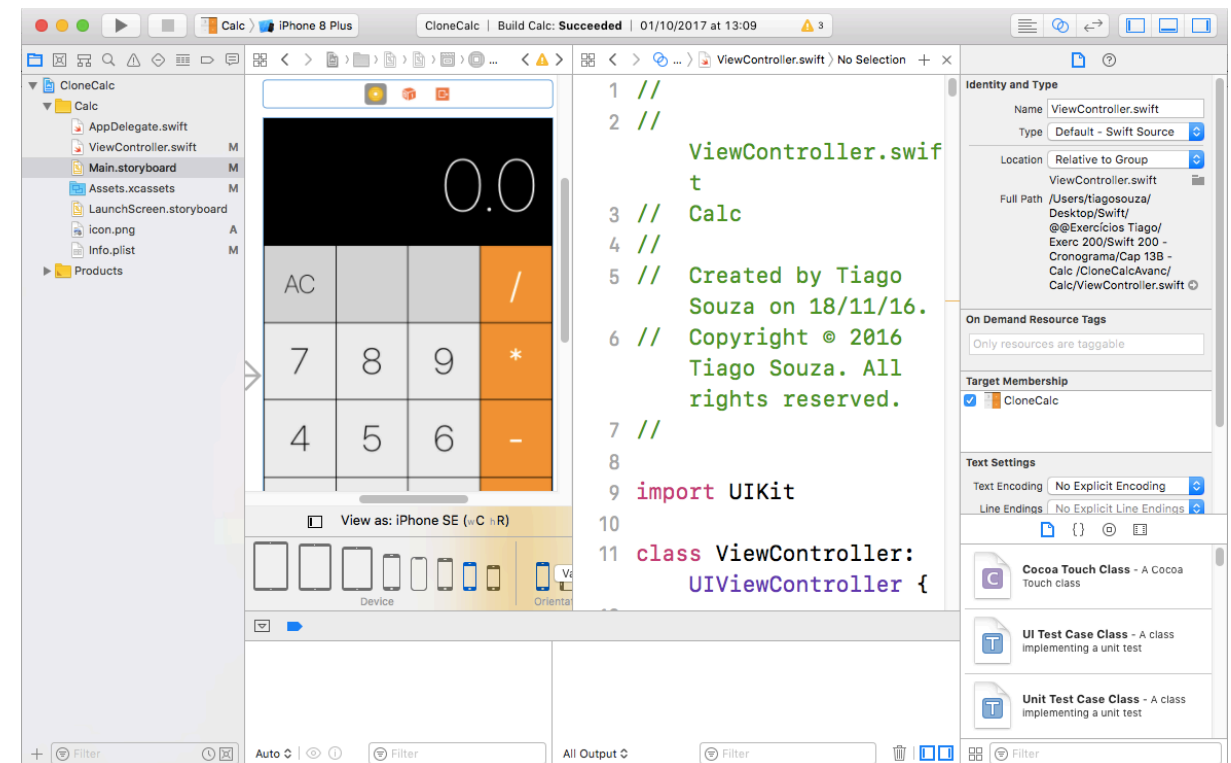 Calc
iPhone 8 Plus
CloneCalc | Build Calc: Succeeded | 01/10/2017 at 13:09
3
CloneCalc
Calc
AppDelegate.swift
ViewController.swift M
Main.storyboard M
Assets.xcassets M
LaunchScreen.storyboard
icon.png A
Info.plist M
Products
Filter
...
0.0
AC /
7 8 9 *
4 5 6 -
View as: iPhone SE (wC hR)
Device
Orienta
Va
... ViewController.swift No Selection
1 //
2 //
ViewController.swif
t
3 // Calc
4 //
5 // Created by Tiago
Souza on 18/11/16.
6 // Copyright © 2016
Tiago Souza. All
rights reserved.
7 //
8
9 import UIKit
10
11 class ViewController:
UIViewController {
Auto
Filter
All Output
Filter
Identity and Type
Name ViewController.swift
Type Default - Swift Source
Location Relative to Group
ViewController.swift
Full Path /Users/tiagosouza/
Desktop/Swift/
@@Exercícios Tiago/
Exerc 200/Swift 200 -
Cronograma/Cap 13B -
Calc /CloneCalcAvanc/
Calc/ViewController.swift
On Demand Resource Tags
Only resources are taggable
Target Membership
CloneCalc
Text Settings
Text Encoding No Explicit Encoding
Line Endings No Explicit Line Endings
{}
C
Cocoa Touch Class - A Cocoa
Touch class
T
UI Test Case Class - A class
implementing a unit test
T
Unit Test Case Class - A class
implementing a unit test
Filter